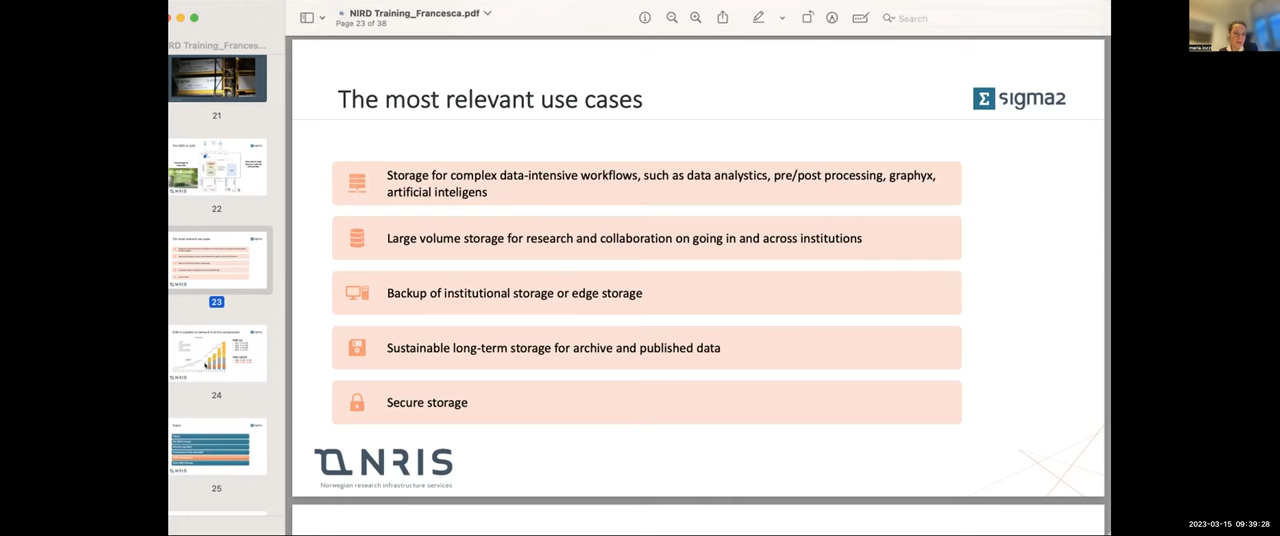 NIRD Training_Francesca.pdf
Page 23 of 38
Search
RD Training_Frances...
21
22
23
24
25
The most relevant use cases
Σ sigma2
Storage for complex data-intensive workflows, such as data analystics, pre/post processing, graphyx,
artificial inteligens
Large volume storage for research and collaboration on going in and across institutions
Backup of institutional storage or edge storage
Sustainable long-term storage for archive and published data
Secure storage
NRIS
Norwegian research infrastructure services
2023-03-15 09:39:28